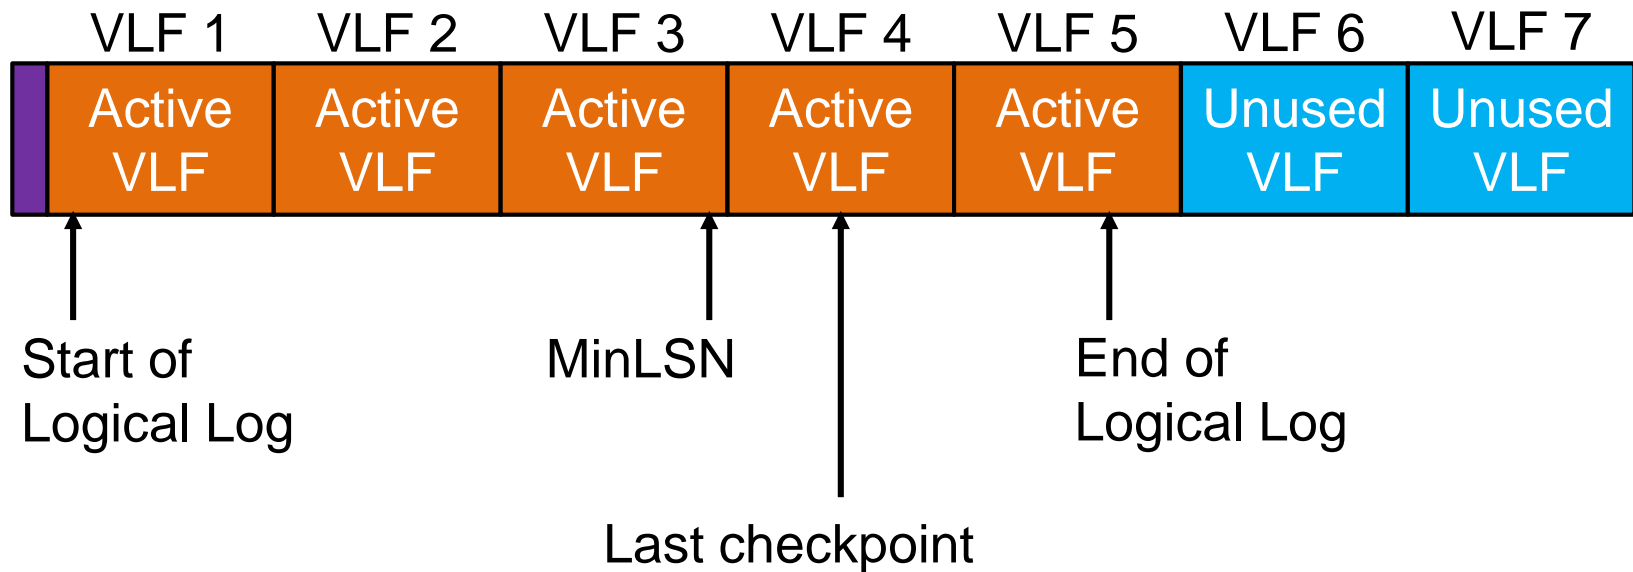 VLF 1 VLF 2 VLF 3 VLF 4 VLF 5 VLF 6 VLF 7
Active Active Active Active Active Unused Unused
VLF VLF VLF VLF VLF VLF VLF
Start of
Logical Log
MinLSN
End of
Logical Log
Last checkpoint